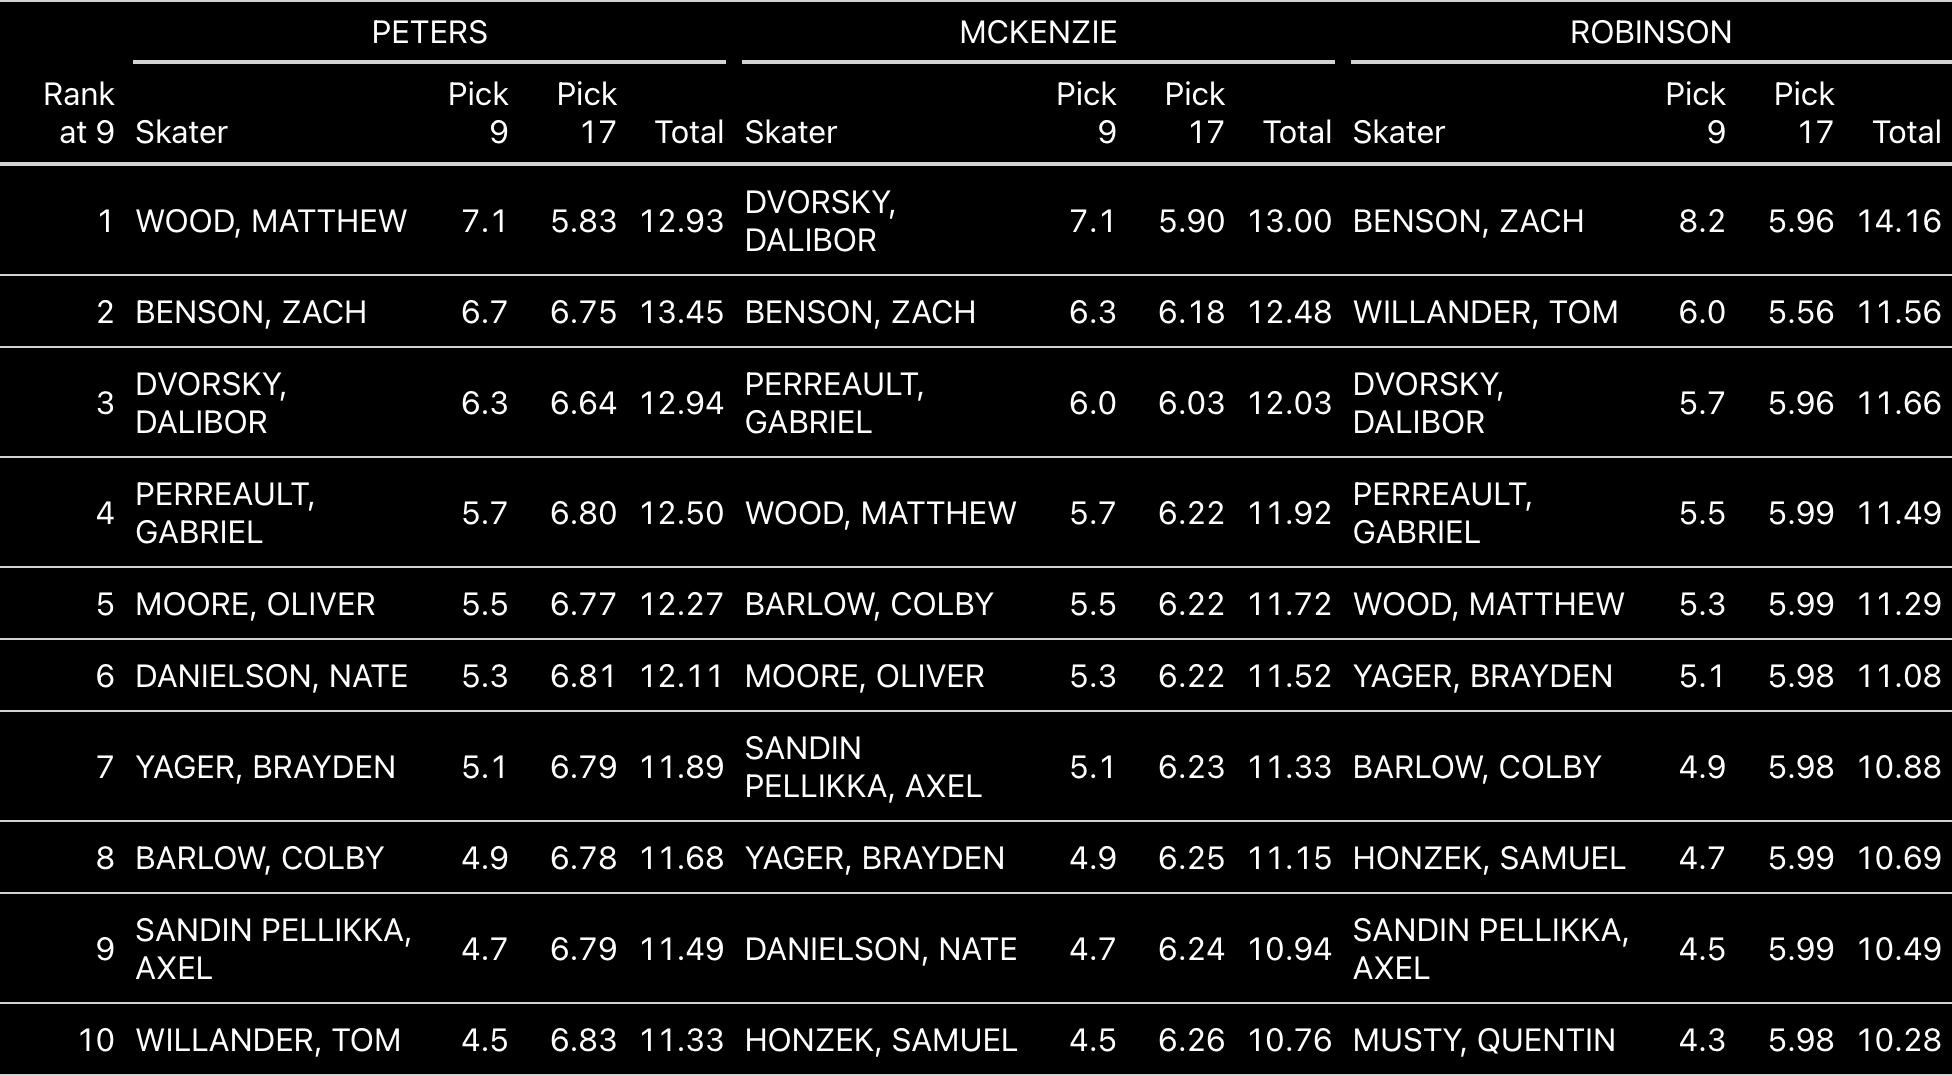 PETERS MCKENZIE ROBINSON
Rank at 9 Skater Pick 9 Pick 17 Total Skater Pick 9 Pick 17 Total Skater Pick 9 Pick 17 Total
1 WOOD, MATTHEW 7.1 5.83 12.93 DVORSKY, DALIBOR 7.1 5.90 13.00 BENSON, ZACH 8.2 5.96 14.16
2 BENSON, ZACH 6.7 6.75 13.45 BENSON, ZACH 6.3 6.18 12.48 WILLANDER, TOM 6.0 5.56 11.56
3 DVORSKY, DALIBOR 6.3 6.64 12.94 PERREAULT, GABRIEL 6.0 6.03 12.03 DVORSKY, DALIBOR 5.7 5.96 11.66
4 PERREAULT, GABRIEL 5.7 6.80 12.50 WOOD, MATTHEW 5.7 6.22 11.92 PERREAULT, GABRIEL 5.5 5.99 11.49
5 MOORE, OLIVER 5.5 6.77 12.27 BARLOW, COLBY 5.5 6.22 11.72 WOOD, MATTHEW 5.3 5.99 11.29
6 DANIELSON, NATE 5.3 6.81 12.11 MOORE, OLIVER 5.3 6.22 11.52 YAGER, BRAYDEN 5.1 5.98 11.08
7 YAGER, BRAYDEN 5.1 6.79 11.89 SANDIN PELLIKKA, AXEL 5.1 6.23 11.33 BARLOW, COLBY 4.9 5.98 10.88
8 BARLOW, COLBY 4.9 6.78 11.68 YAGER, BRAYDEN 4.9 6.25 11.15 HONZEK, SAMUEL 4.7 5.99 10.69
9 SANDIN PELLIKKA, AXEL 4.7 6.79 11.49 DANIELSON, NATE 4.7 6.24 10.94 SANDIN PELLIKKA, AXEL 4.5 5.99 10.49
10 WILLANDER, TOM 4.5 6.83 11.33 HONZEK, SAMUEL 4.5 6.26 10.76 MUSTY, QUENTIN 4.3 5.98 10.28